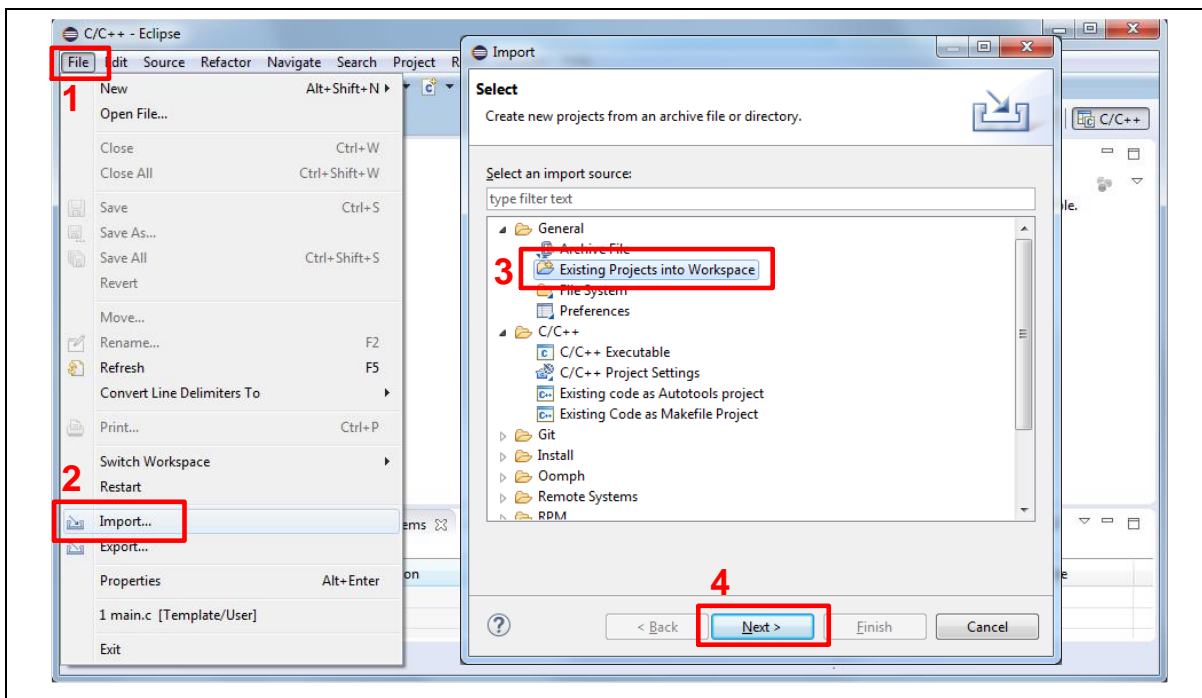 C/C++ - Eclipse
File Edit Source Refactor Navigate Search Project R
1
New Alt+Shift+N
Open File...
Close Ctrl+W
Close All Ctrl+Shift+W
Save Ctrl+S
Save As...
Save All Ctrl+Shift+S
Revert
Move...
Rename... F2
Refresh F5
Convert Line Delimiters To
Print... Ctrl+P
Switch Workspace
2
Restart
Import...
Export...
Properties Alt+Enter
1 main.c [Template/User]
Exit
C/C++
le.
ems
on
e
Import
Select
Create new projects from an archive file or directory.
Select an import source:
type filter text
General
Archive File
3
Existing Projects into Workspace
File System
Preferences
C/C++
C/C++ Executable
C/C++ Project Settings
Existing code as Autotools project
Existing Code as Makefile Project
Git
Install
Oomph
Remote Systems
RPM
4
< Back Next > Finish Cancel